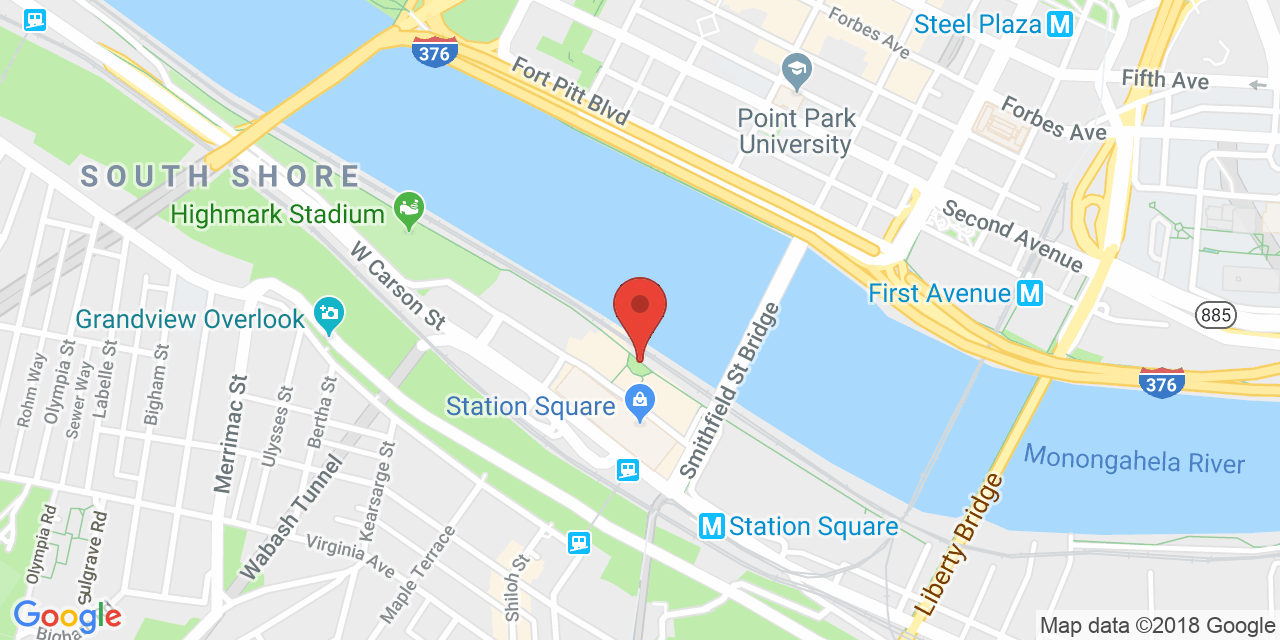 Steel Plaza M
Forbes Ave
376
Fifth Ave
Fort Pitt Blvd
Forbes Ave
Point Park
University
SOUTH SHORE
Highmark Stadium
Second Avenue
W Carson St
First Avenue M
Grandview Overlook
885
Smithfield St Bridge
376
Rohm Way
Olympia St
Sewer Way
Labelle St
Bigham St
Merrimac St
Ulysses St
Bertha St
Station Square
Kearsarge St
Wabash Tunnel
Monongahela River
Liberty Bridge
M Station Square
Olympia Rd
Sulgrave Rd
Virginia Ave
Maple Terrace
Shiloh St
Google
Map data ©2018 Google